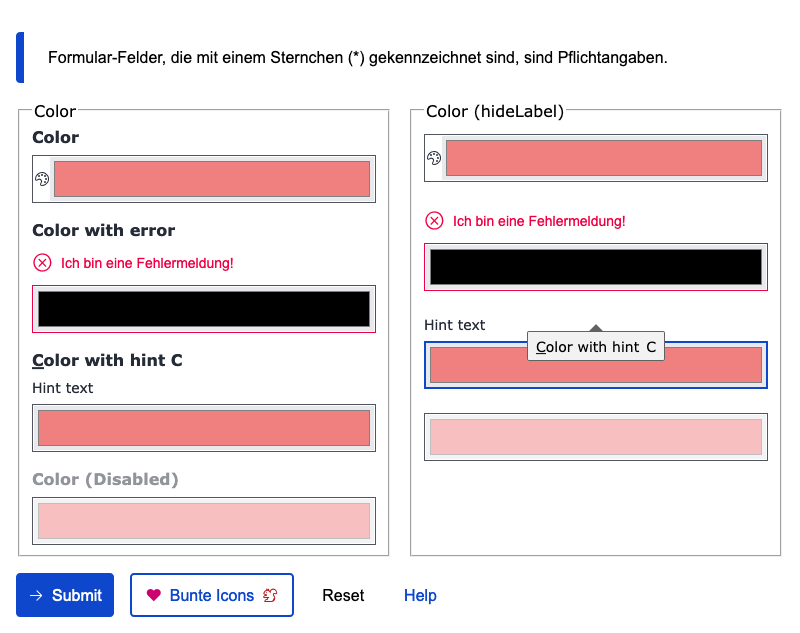 Formular-Felder, die mit einem Sternchen (*) gekennzeichnet sind, sind Pflichtangaben.
Color
Color
Color with error
Ich bin eine Fehlermeldung!
Color with hint C
Hint text
Color (Disabled)
Color (hideLabel)
Ich bin eine Fehlermeldung!
Hint text
Color with hint C
Submit
Bunte Icons
Reset
Help